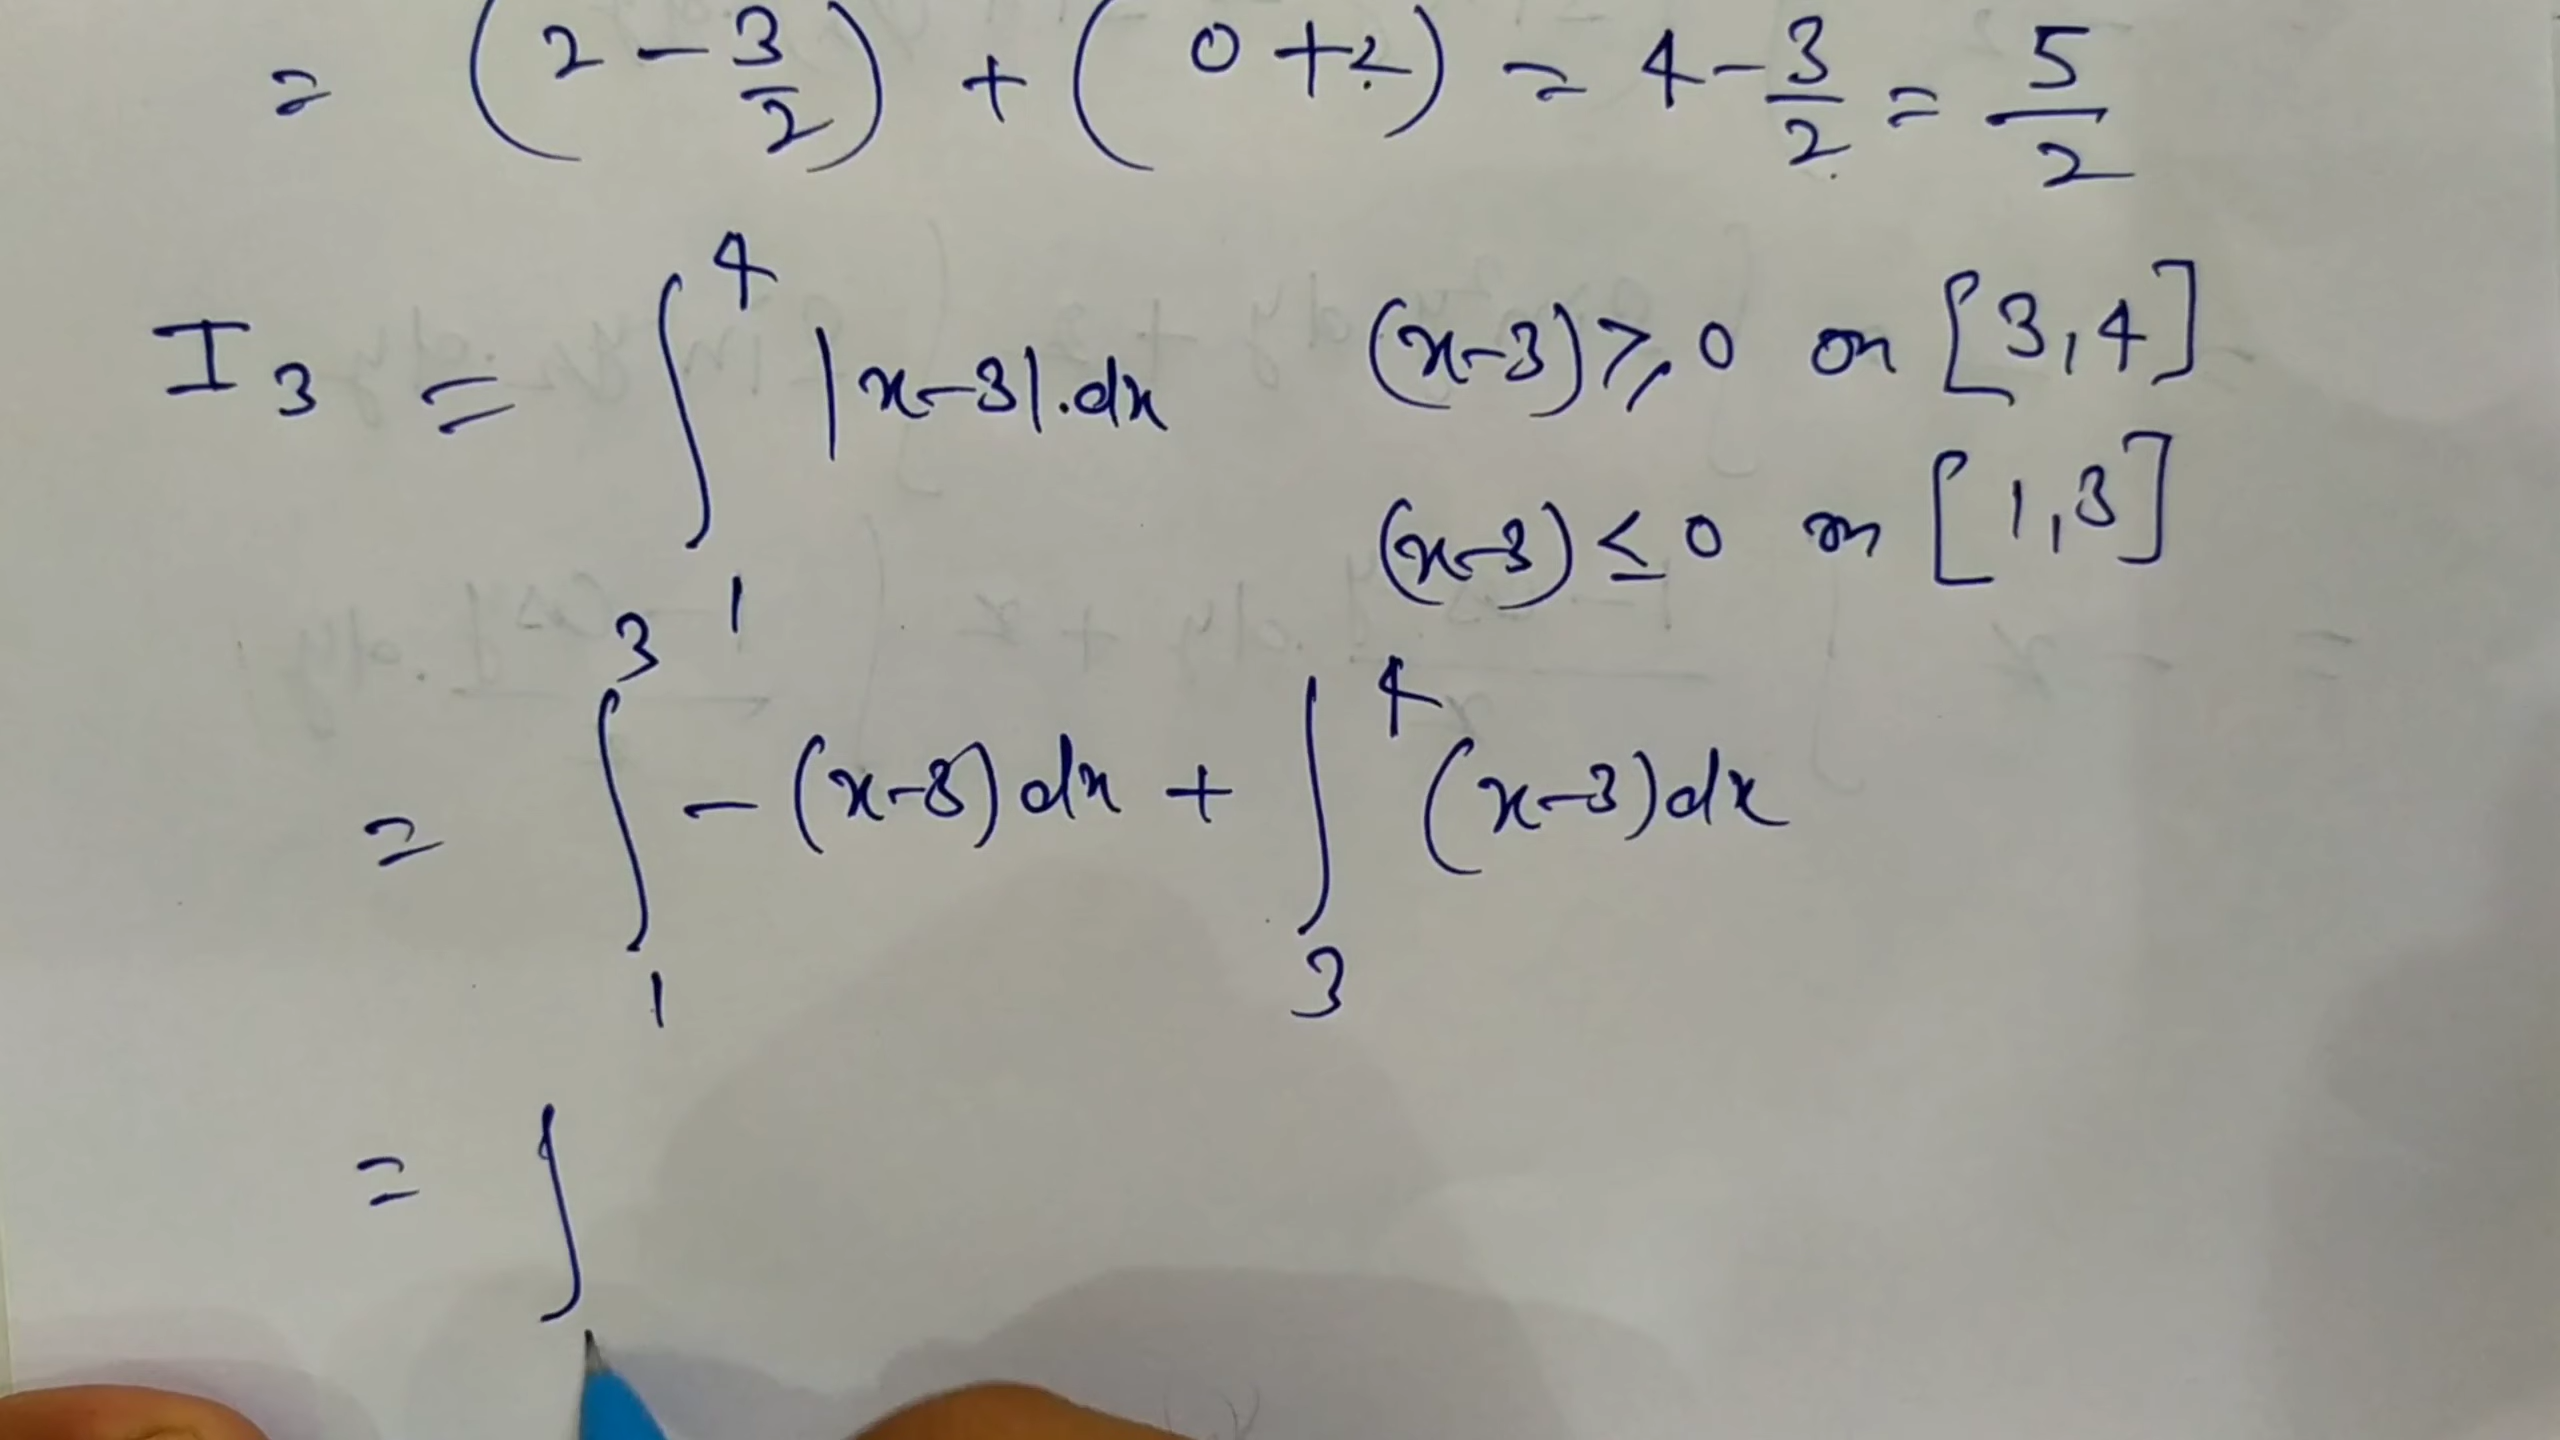 = (2 - 3/2) + (0 + 2) = 4 - 3/2 = 5/2
I₃ = ∫₁⁴ |x-3|.dx (x-3) ≥ 0 on [3,4]
(x-3) ≤ 0 on [1,3]
= ∫₁³ -(x-3) dx + ∫₃⁴ (x-3) dx
= ∫